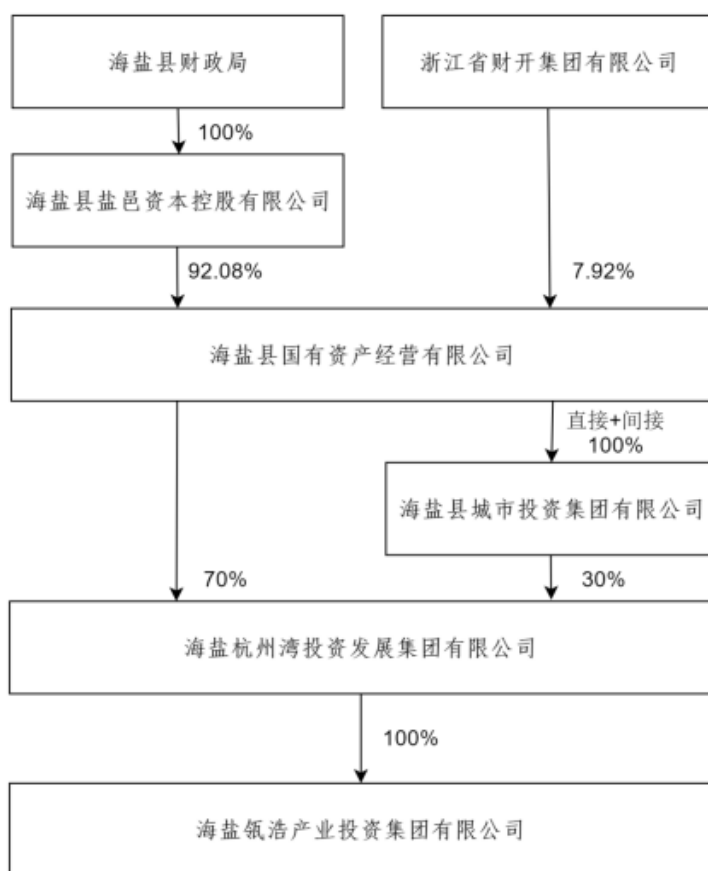 海盐县财政局
浙江省财开集团有限公司
100%
海盐县盐邑资本控股有限公司
92.08%
7.92%
海盐县国有资产经营有限公司
直接+间接
100%
海盐县城市投资集团有限公司
70%
30%
海盐杭州湾投资发展集团有限公司
100%
海盐瓴浩产业投资集团有限公司